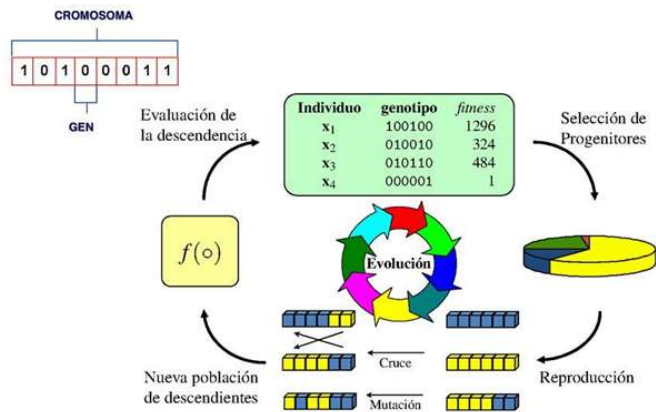 CROMOSOMA
1 0 1 0 0 0 1 1
GEN
Evaluación de
la descendencia
Individuo genotipo fitness
x1 100100 1296
x2 010010 324
x3 010110 484
x4 000001 1
Selección de
Progenitores
f(○)
Evolución
Cruce
Mutación
Nueva población
de descendientes
Reproducción